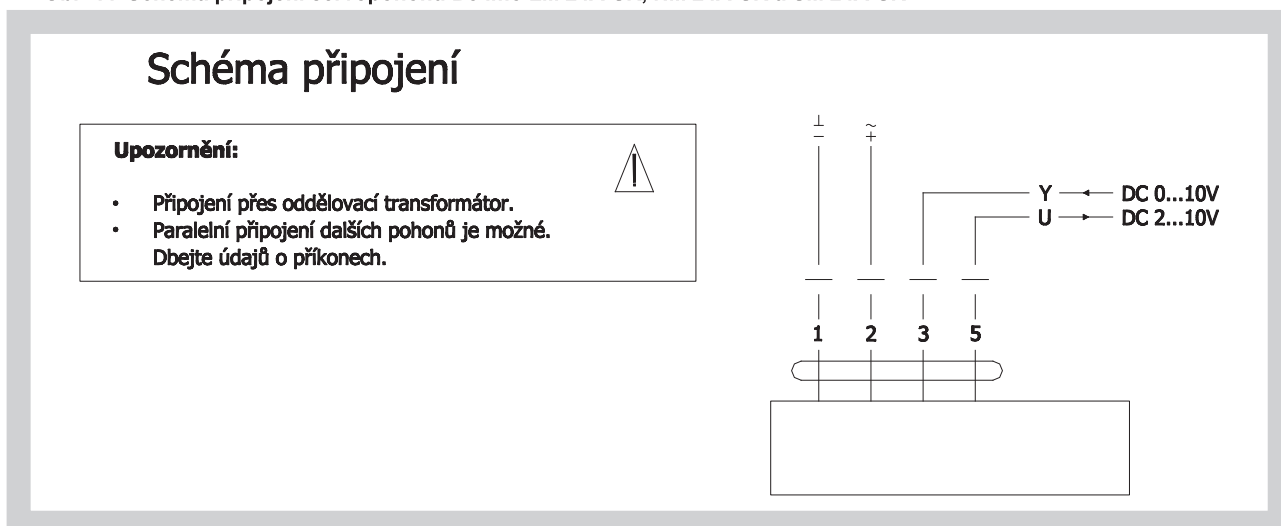 Schéma připojení
Upozornění:
• Připojení přes oddělovací transformátor.
• Paralelní připojení dalších pohonů je možné.
Dbejte údajů o příkonech.
⊥ ~
− +
Y DC 0...10V
U DC 2...10V
1 2 3 5